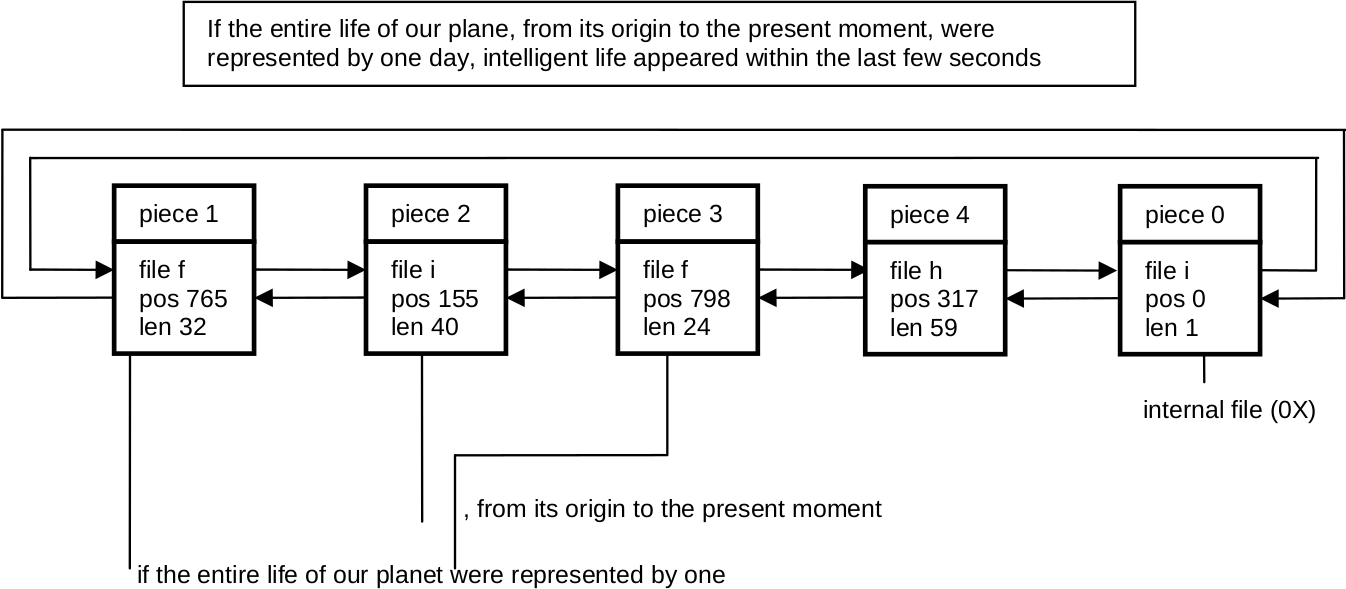 If the entire life of our plane, from its origin to the present moment, were
represented by one day, intelligent life appeared within the last few seconds
piece 1
file f
pos 765
len 32
piece 2
file i
pos 155
len 40
piece 3
file f
pos 798
len 24
piece 4
file h
pos 317
len 59
piece 0
file i
pos 0
len 1
internal file (0X)
, from its origin to the present moment
if the entire life of our planet were represented by one